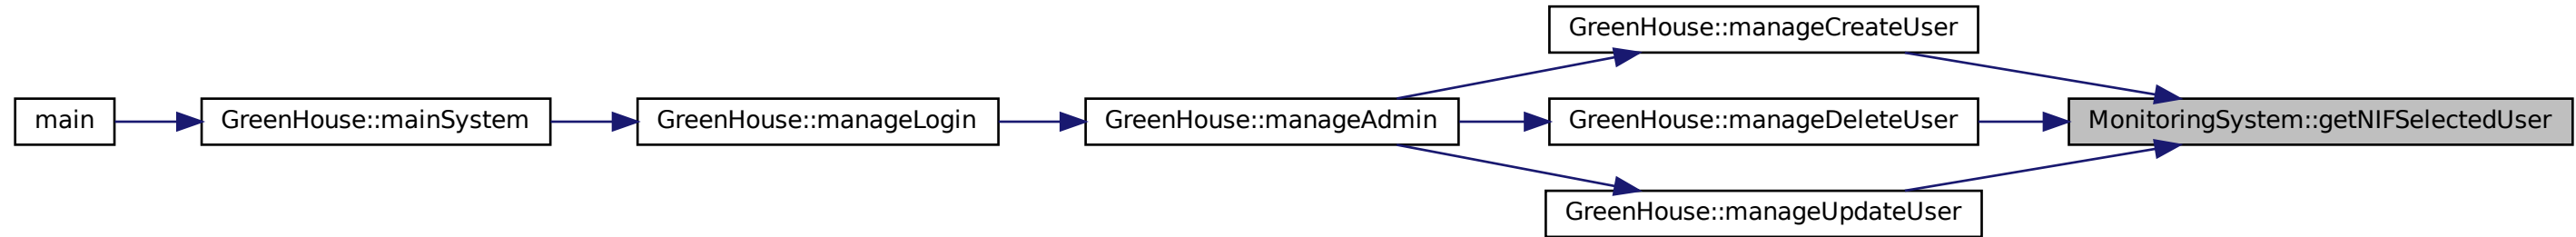 main
GreenHouse::mainSystem
GreenHouse::manageLogin
GreenHouse::manageAdmin
GreenHouse::manageCreateUser
GreenHouse::manageDeleteUser
GreenHouse::manageUpdateUser
MonitoringSystem::getNIFSelectedUser